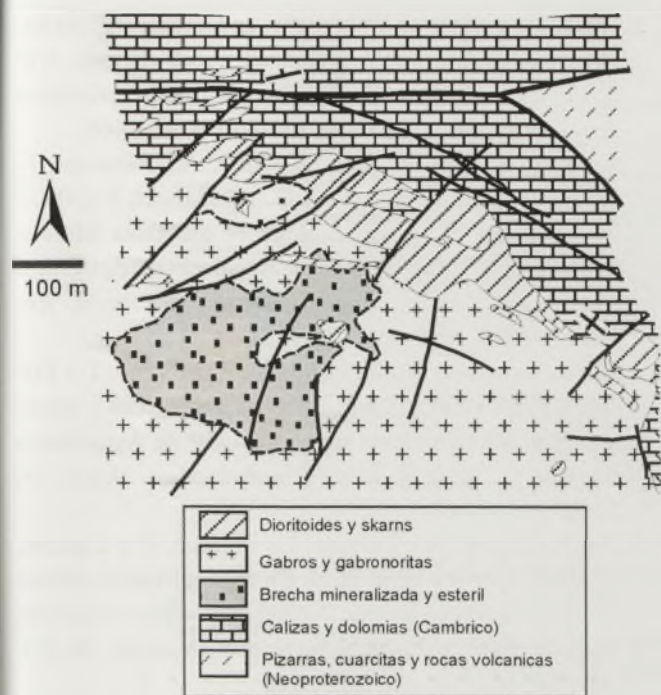 N
100 m
Dioritoides y skarns
Gabros y gabronoritas
Brecha mineralizada y esteril
Calizas y dolomias (Cambrico)
Pizarras, cuarcitas y rocas volcanicas
(Neoproterozoico)